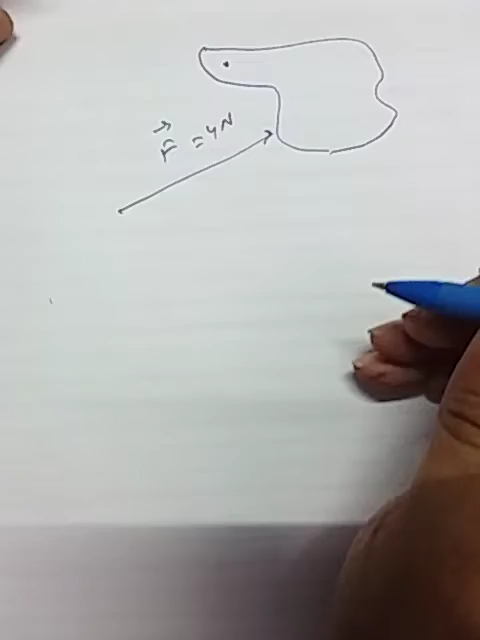 F⃗ = 4N